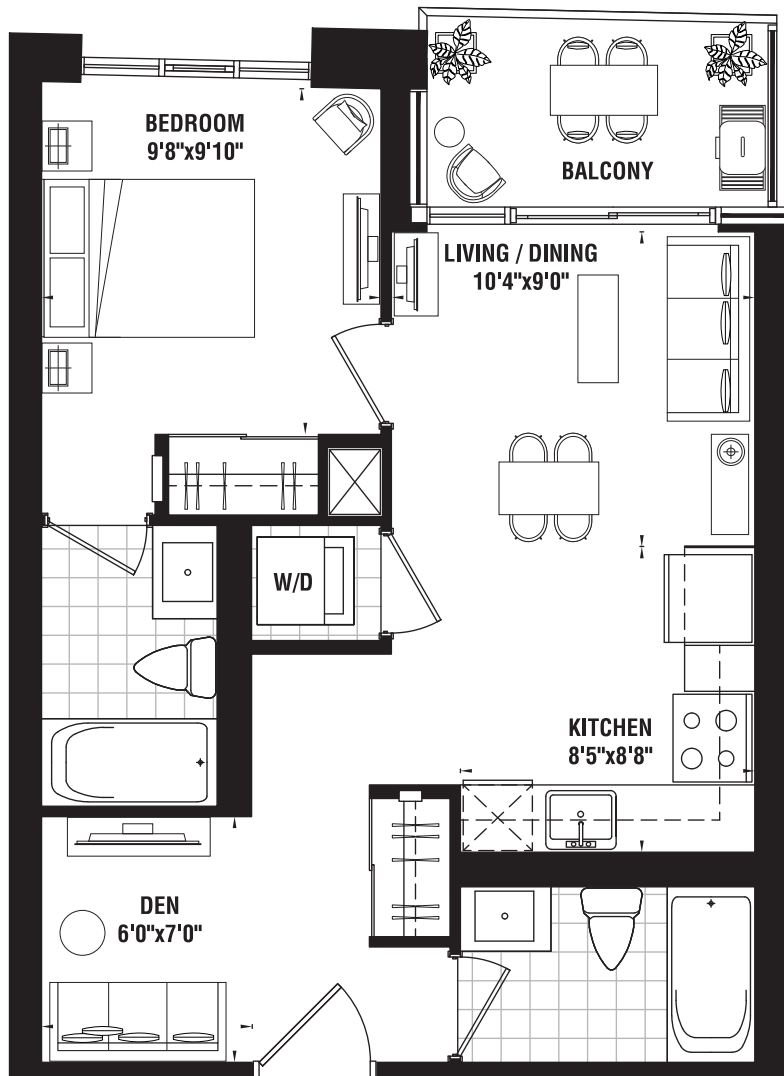 BEDROOM
9'8"x9'10"
BALCONY
LIVING / DINING
10'4"x9'0"
W/D
KITCHEN
8'5"x8'8"
DEN
6'0"x7'0"